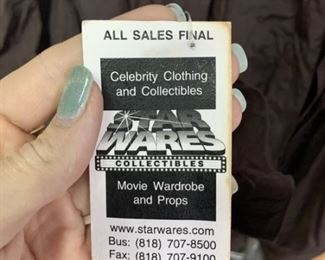 ALL SALES FINAL
Celebrity Clothing
and Collectibles
STAR
WARES
COLLECTIBLES
Movie Wardrobe
and Props
www.starwares.com
Bus: (818) 707-8500
Fax: (818) 707-9100